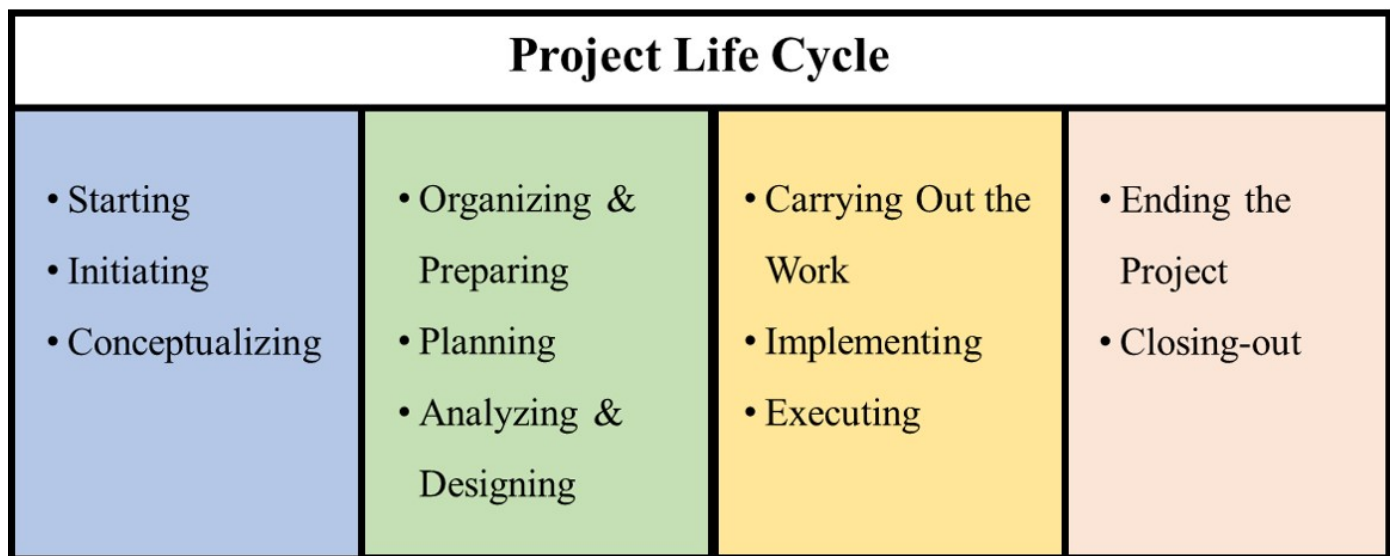 Project Life Cycle
• Starting
• Initiating
• Conceptualizing
• Organizing &
Preparing
• Planning
• Analyzing &
Designing
• Carrying Out the
Work
• Implementing
• Executing
• Ending the
Project
• Closing-out